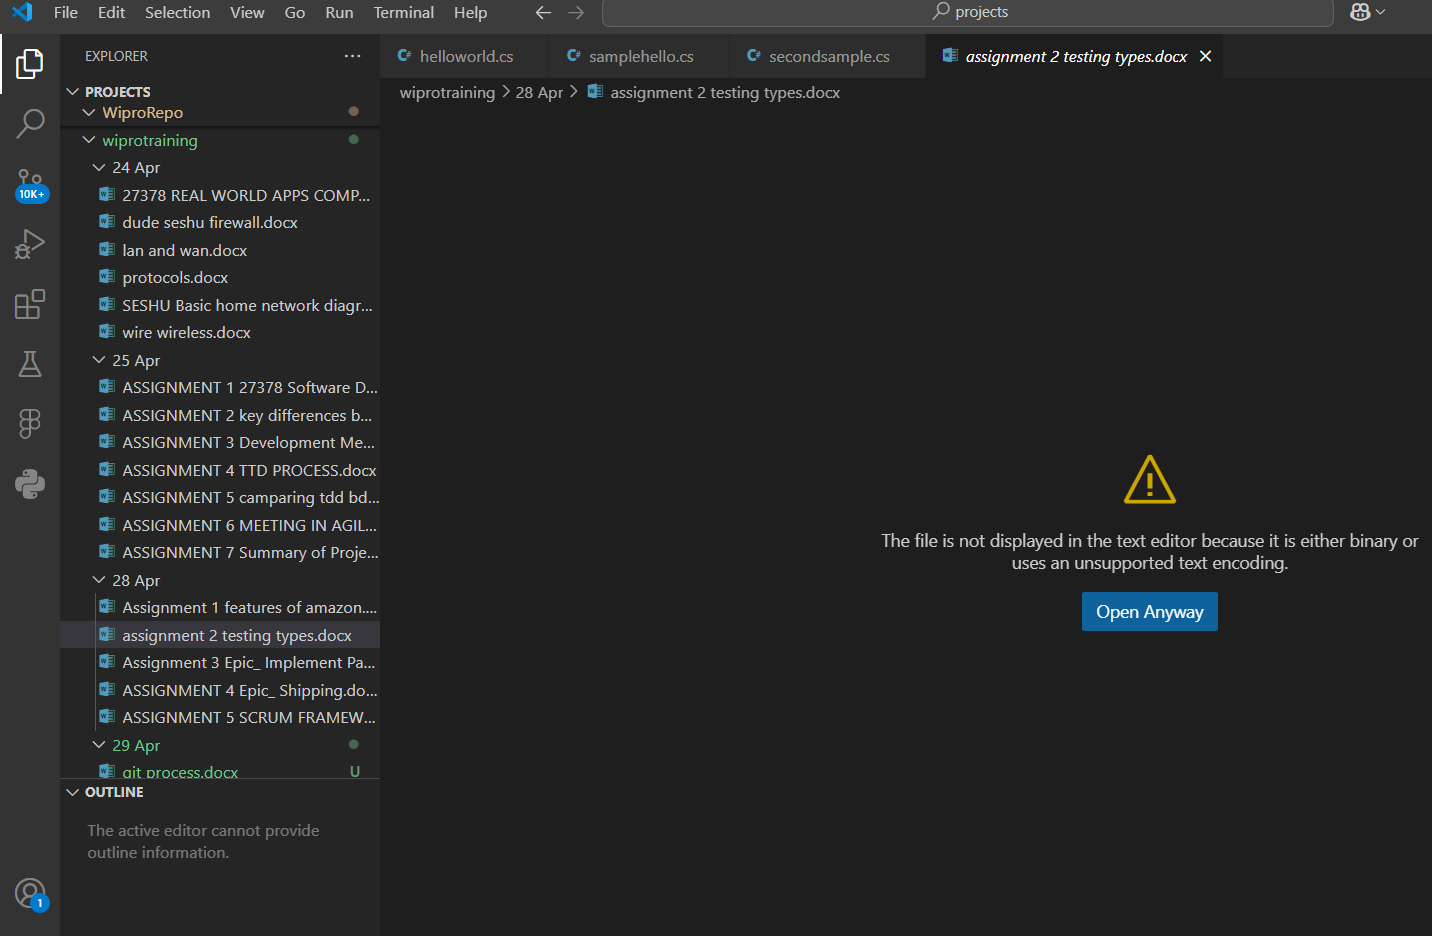 File Edit Selection View Go Run Terminal Help projects
EXPLORER
helloworld.cs samplehello.cs secondsample.cs assignment 2 testing types.docx
wiprotraining > 28 Apr > assignment 2 testing types.docx
PROJECTS
WiproRepo
wiprotraining
24 Apr
27378 REAL WORLD APPS COMP...
dude seshu firewall.docx
lan and wan.docx
protocols.docx
SESHU Basic home network diagr...
wire wireless.docx
25 Apr
ASSIGNMENT 1 27378 Software D...
ASSIGNMENT 2 key differences b...
ASSIGNMENT 3 Development Me...
ASSIGNMENT 4 TTD PROCESS.docx
ASSIGNMENT 5 camparing tdd bd...
ASSIGNMENT 6 MEETING IN AGIL...
ASSIGNMENT 7 Summary of Proje...
28 Apr
Assignment 1 features of amazon....
assignment 2 testing types.docx
Assignment 3 Epic_ Implement Pa...
ASSIGNMENT 4 Epic_ Shipping.do...
ASSIGNMENT 5 SCRUM FRAMEW...
29 Apr
git process.docx U
OUTLINE
The active editor cannot provide
outline information.
10K+
1
The file is not displayed in the text editor because it is either binary or
uses an unsupported text encoding.
Open Anyway